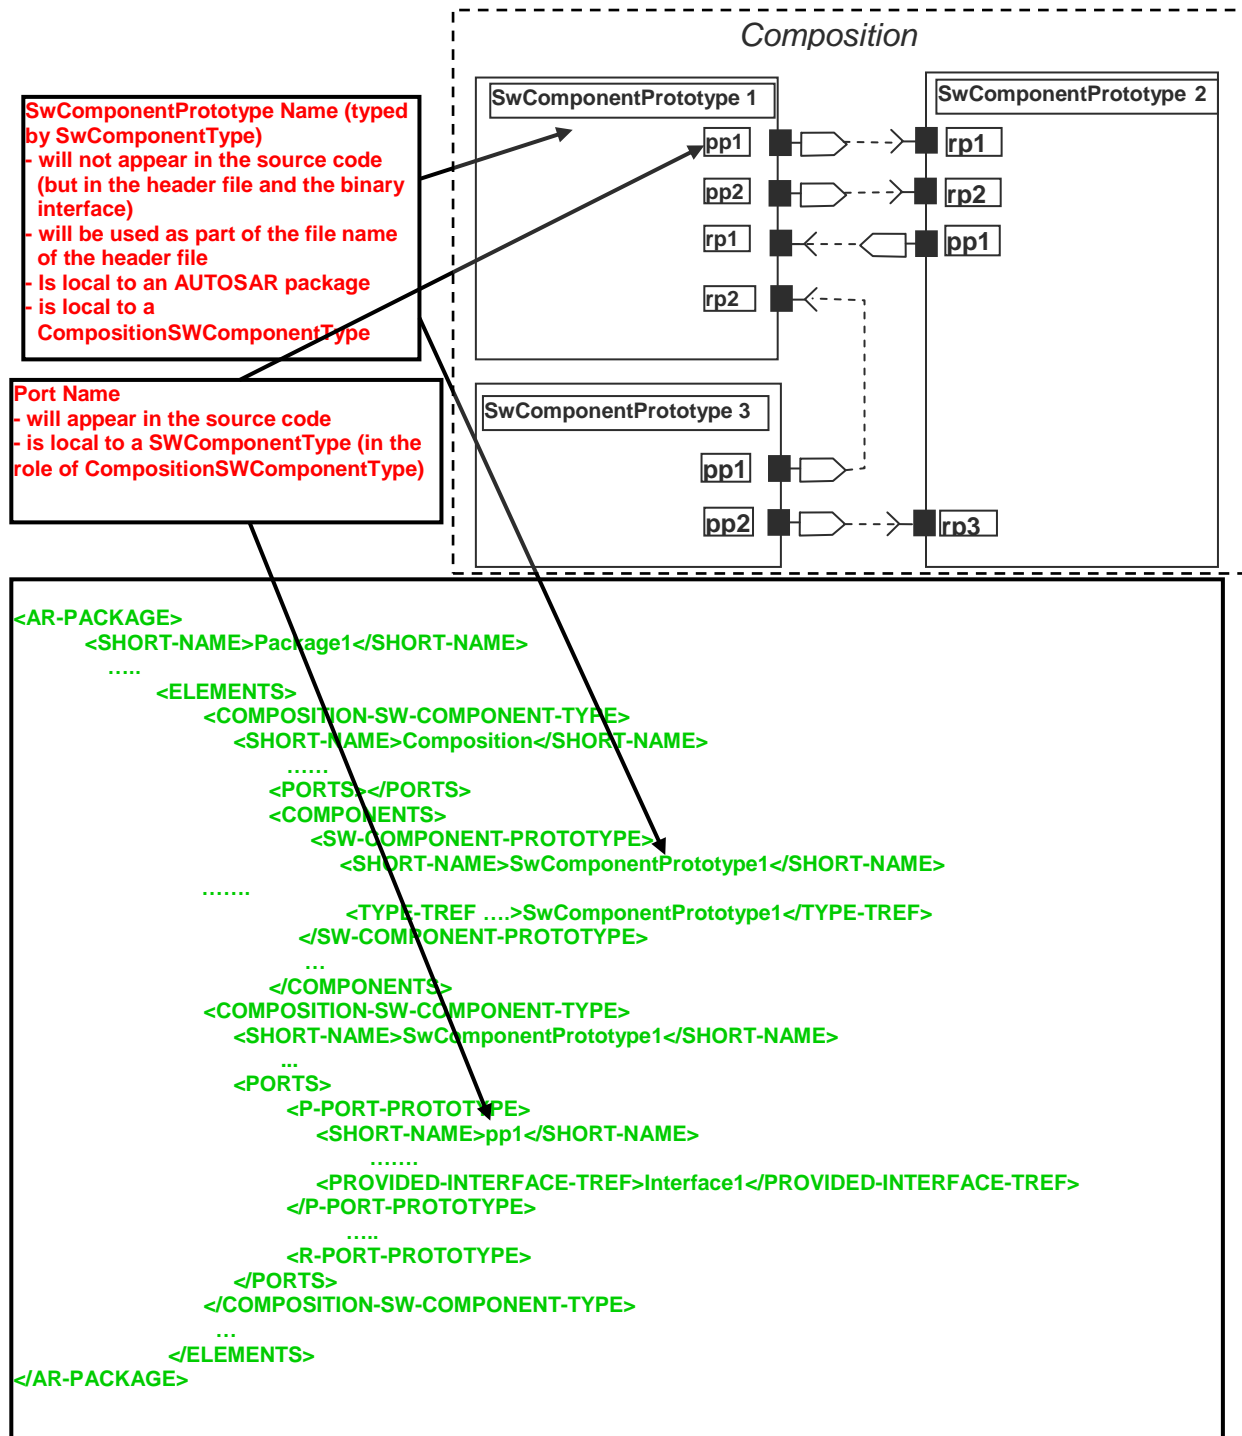 Composition
SwComponentPrototype Name (typed
by SwComponentType)
- will not appear in the source code
(but in the header file and the binary
interface)
- will be used as part of the file name
of the header file
- Is local to an AUTOSAR package
- is local to a
CompositionSWComponentType
Port Name
- will appear in the source code
- is local to a SWComponentType (in the
role of CompositionSWComponentType)
SwComponentPrototype 1
pp1
pp2
rp1
rp2
SwComponentPrototype 2
rp1
rp2
pp1
rp3
SwComponentPrototype 3
pp1
pp2
<AR-PACKAGE>
<SHORT-NAME>Package1</SHORT-NAME>
…..
<ELEMENTS>
<COMPOSITION-SW-COMPONENT-TYPE>
<SHORT-NAME>Composition</SHORT-NAME>
……
<PORTS></PORTS>
<COMPONENTS>
<SW-COMPONENT-PROTOTYPE>
<SHORT-NAME>SwComponentPrototype1</SHORT-NAME>
…….
<TYPE-TREF ….>SwComponentPrototype1</TYPE-TREF>
</SW-COMPONENT-PROTOTYPE>
…
</COMPONENTS>
<COMPOSITION-SW-COMPONENT-TYPE>
<SHORT-NAME>SwComponentPrototype1</SHORT-NAME>
...
<PORTS>
<P-PORT-PROTOTYPE>
<SHORT-NAME>pp1</SHORT-NAME>
…….
<PROVIDED-INTERFACE-TREF>Interface1</PROVIDED-INTERFACE-TREF>
</P-PORT-PROTOTYPE>
…..
<R-PORT-PROTOTYPE>
</PORTS>
</COMPOSITION-SW-COMPONENT-TYPE>
…
</ELEMENTS>
</AR-PACKAGE>